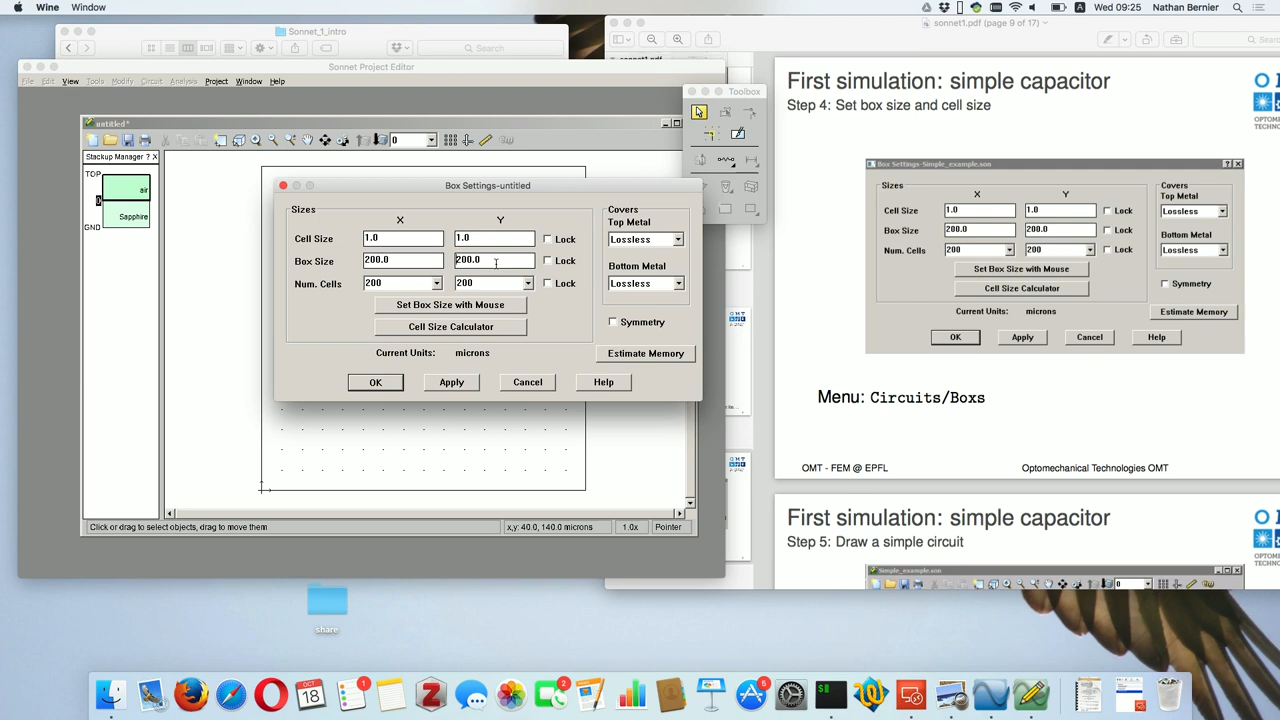 Wine Window
Wed 09:25 Nathan Bernier
Sonnet_1_intro
Search
sonnet1.pdf (page 9 of 17)
Sonnet Project Editor
File Edit View Tools Modify Circuit Analysis Project Window Help
Toolbox
untitled*
0
Stackup Manager ? X
TOP
air
0
Sapphire
GND
Box Settings-untitled
Sizes
X Y
Cell Size 1.0 1.0 Lock
Box Size 200.0 200.0 Lock
Num. Cells 200 200 Lock
Set Box Size with Mouse
Cell Size Calculator
Current Units: microns
Covers
Top Metal
Lossless
Bottom Metal
Lossless
Symmetry
Estimate Memory
OK Apply Cancel Help
Click or drag to select objects, drag to move them
x,y: 40.0, 140.0 microns 1.0x Pointer
First simulation: simple capacitor
Step 4: Set box size and cell size
Box Settings-Simple_example.son
Sizes
X Y
Cell Size 1.0 1.0 Lock
Box Size 200.0 200.0 Lock
Num. Cells 200 200 Lock
Set Box Size with Mouse
Cell Size Calculator
Current Units: microns
Covers
Top Metal
Lossless
Bottom Metal
Lossless
Symmetry
Estimate Memory
OK Apply Cancel Help
Menu: Circuits/Boxs
OMT - FEM @ EPFL Optomechanical Technologies OMT
First simulation: simple capacitor
Step 5: Draw a simple circuit
Simple_example.son
0
share
OCT
18
1
2
5